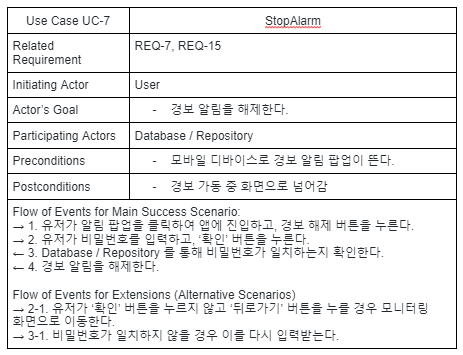 Use Case UC-7 StopAlarm
Related Requirement REQ-7, REQ-15
Initiating Actor User
Actor's Goal - 경보 알림을 해제한다.
Participating Actors Database / Repository
Preconditions - 모바일 디바이스로 경보 알림 팝업이 뜬다.
Postconditions - 경보 가동 중 화면으로 넘어감
Flow of Events for Main Success Scenario:
→ 1. 유저가 알림 팝업을 클릭하여 앱에 진입하고, 경보 해제 버튼을 누른다.
→ 2. 유저가 비밀번호를 입력하고, '확인' 버튼을 누른다.
← 3. Database / Repository 를 통해 비밀번호가 일치하는지 확인한다.
← 4. 경보 알림을 해제한다.
Flow of Events for Extensions (Alternative Scenarios)
→ 2-1. 유저가 '확인' 버튼을 누르지 않고 '뒤로가기' 버튼을 누를 경우 모니터링
화면으로 이동한다.
→ 3-1. 비밀번호가 일치하지 않을 경우 이를 다시 입력받는다.